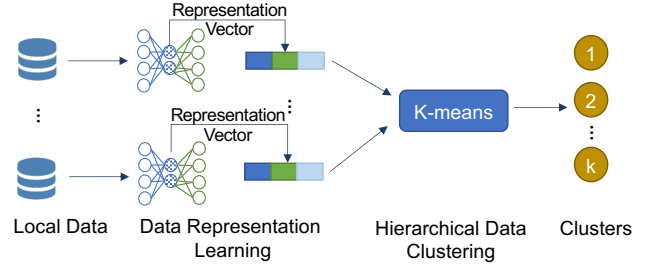 Representation
Vector
1
...
Representation
...
Vector
K-means
2
...
k
Local Data
Data Representation
Learning
Hierarchical Data
Clustering
Clusters